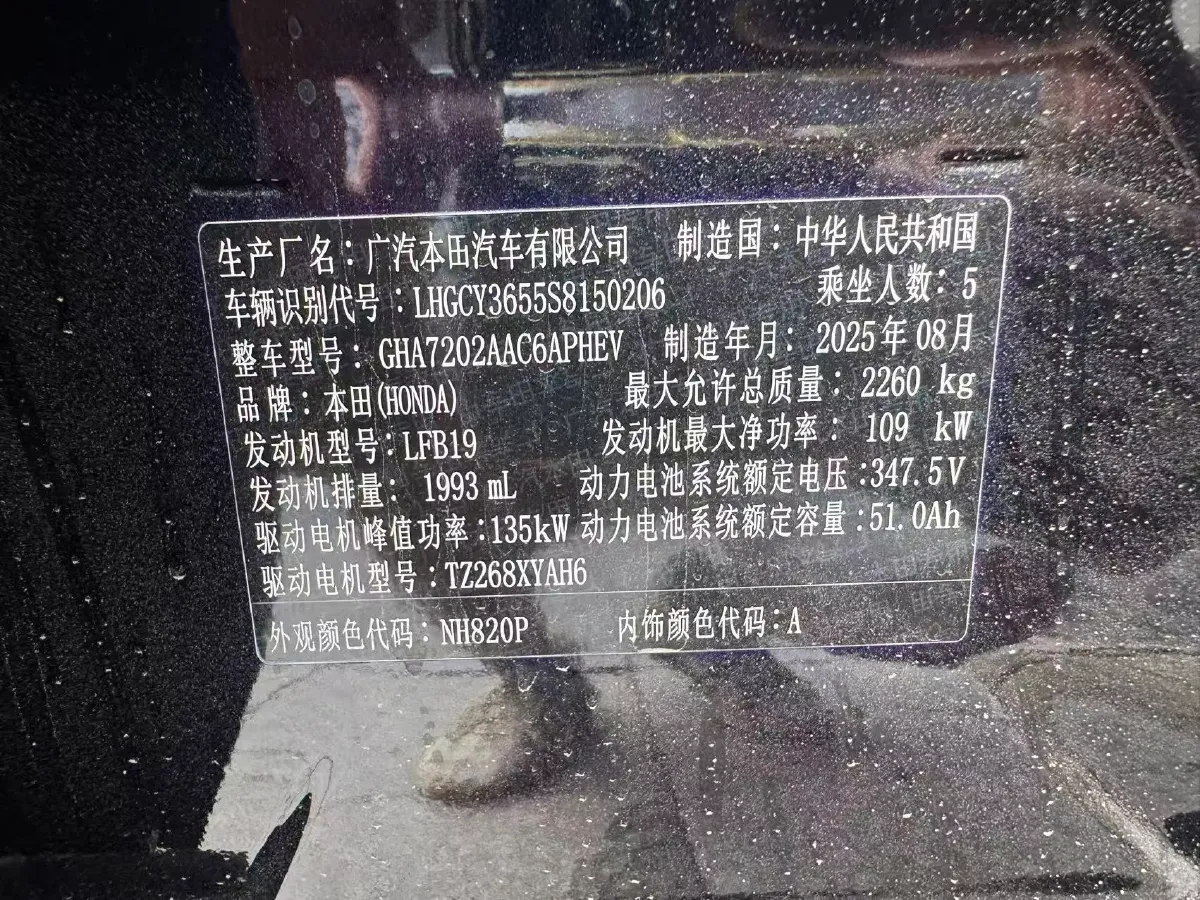 生产厂名：广汽本田汽车有限公司 制造国：中华人民共和国
车辆识别代号：LHGCY3655S8150206 乘坐人数：5
整车型号：GHA7202AAC6APHEV 制造年月：2025年08月
品牌：本田(HONDA) 最大允许总质量：2260 kg
发动机型号：LFB19 发动机最大净功率：109 kW
发动机排量：1993 mL 动力电池系统额定电压：347.5V
驱动电机峰值功率：135kW 动力电池系统额定容量：51.0Ah
驱动电机型号：TZ268XYAH6
外观颜色代码：NH820P 内饰颜色代码：A